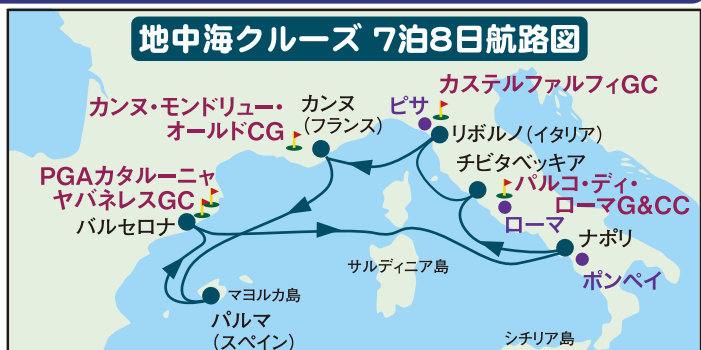 地中海クルーズ 7泊8日航路図
カステルファルフィGC
カンヌ・モンドリュー・
オールドCG
カンヌ
(フランス)
ピサ
リボルノ(イタリア)
チビタベッキア
PGAカタルーニャ
ヤバネレスGC
バルセロナ
パルコ・ディ・
ローマG&CC
ローマ
ナポリ
ポンペイ
サルディニア島
マヨルカ島
パルマ
(スペイン)
シチリア島